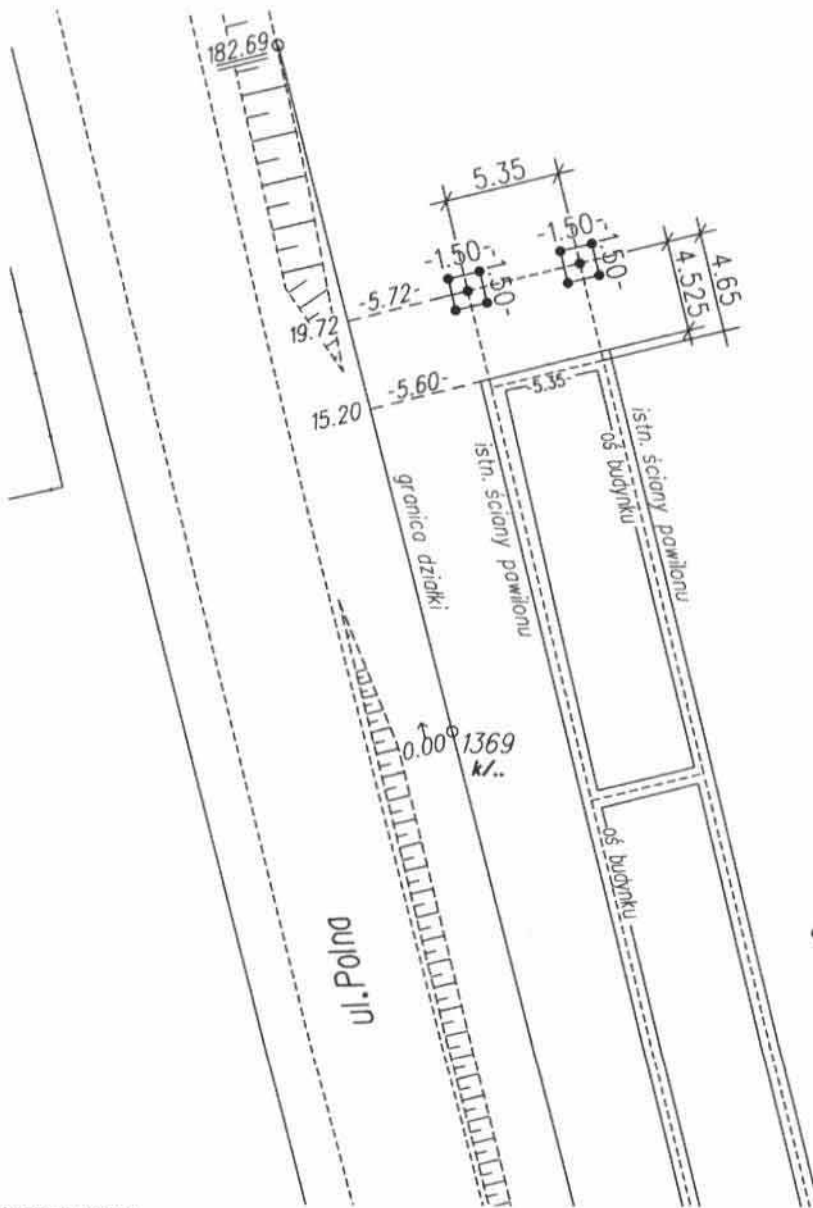 182.69
5.35
-1.50-
-1.50-
-1.50-
-1.50-
4.65
4.525
-5.72-
19.72
-5.60-
-5.35-
15.20
istn. ściany pawilonu
oś budynku
istn. ściany pawilonu
granica działki
0.00
1369
k/..
oś budynku
ul.Polna